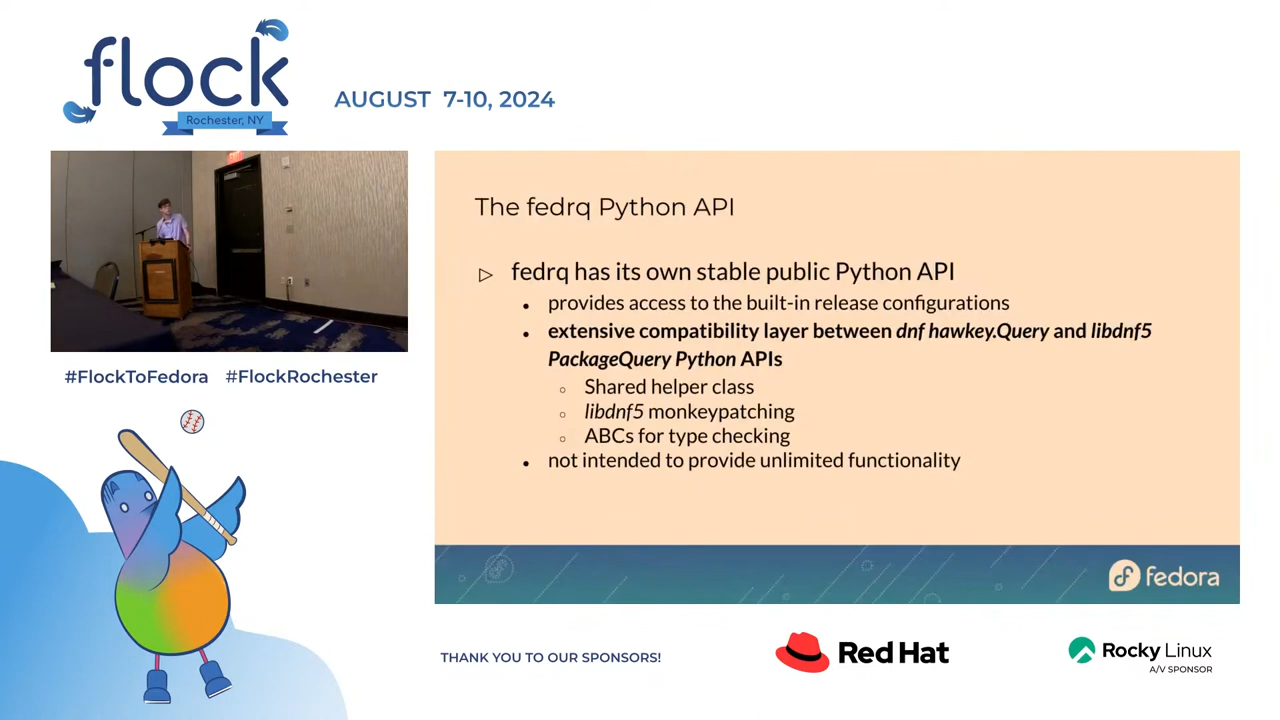 flock
Rochester, NY
AUGUST 7-10, 2024
#FlockToFedora #FlockRochester
The fedrq Python API
fedrq has its own stable public Python API
provides access to the built-in release configurations
extensive compatibility layer between dnf hawkey.Query and libdnf5
PackageQuery Python APIs
Shared helper class
libdnf5 monkeypatching
ABCs for type checking
not intended to provide unlimited functionality
fedora
THANK YOU TO OUR SPONSORS!
Red Hat
Rocky Linux
A/V SPONSOR